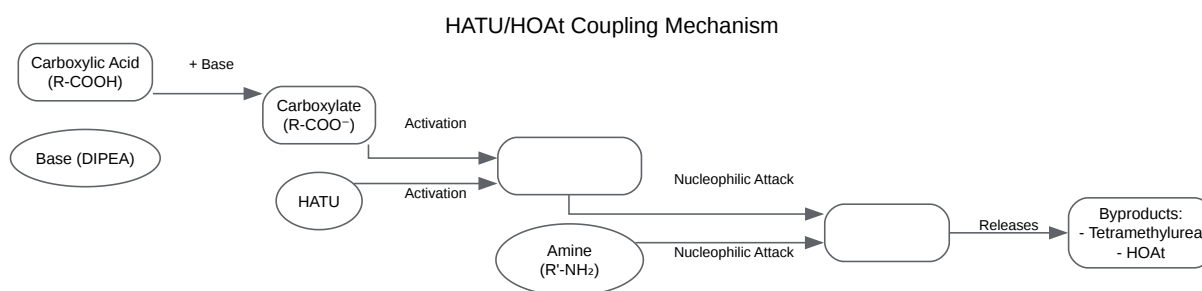 HATU/HOAt Coupling Mechanism
Carboxylic Acid
(R-COOH)
+ Base
Base (DIPEA)
Carboxylate
(R-COO⁻)
Activation
HATU
Activation
Nucleophilic Attack
Amine
(R'-NH₂)
Nucleophilic Attack
Releases
Byproducts:
- Tetramethylurea
- HOAt